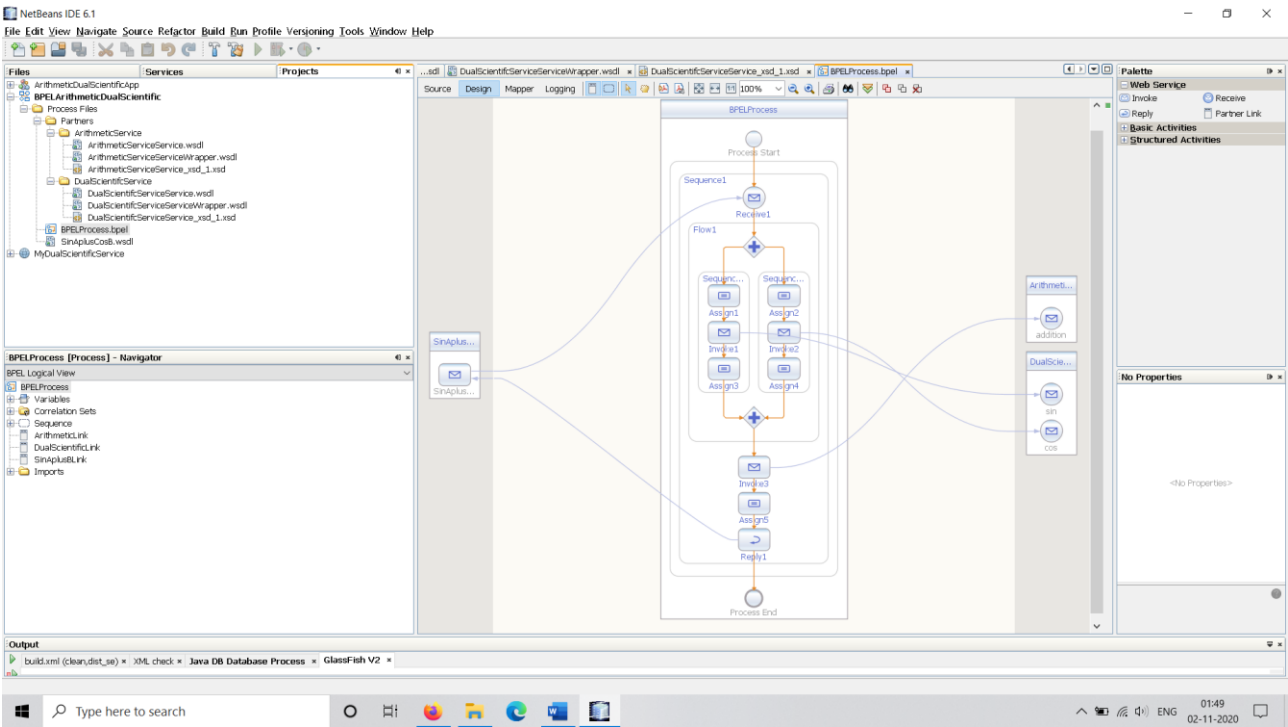 NetBeans IDE 6.1
File Edit View Navigate Source Refactor Build Run Profile Versioning Tools Window Help
Files Services Projects
ArithmeticDualScientificApp
BPELArithmeticDualScientific
Process Files
Partners
ArithmeticService
ArithmeticServiceService.wsdl
ArithmeticServiceServiceWrapper.wsdl
ArithmeticServiceService_xsd_1.xsd
DualScientifcService
DualScientifcServiceService.wsdl
DualScientifcServiceServiceWrapper.wsdl
DualScientifcServiceService_xsd_1.xsd
BPELProcess.bpel
SinAplusCosB.wsdl
MyDualScientificService
BPELProcess [Process] - Navigator
BPEL Logical View
BPELProcess
Variables
Correlation Sets
Sequence
ArithmeticLink
DualScientificLink
SinAplusBLink
Imports
...sdl DualScientifcServiceServiceWrapper.wsdl DualScientifcServiceService_xsd_1.xsd BPELProcess.bpel
Source Design Mapper Logging 100%
BPELProcess
Process Start
Sequence1
Receive1
Flow1
Sequenc... Sequenc...
Assign1 Assign2
Invoke1 Invoke2
Assign3 Assign4
Invoke3
Assign5
Reply1
Process End
SinAplus...
SinAplus...
Arithmeti...
addition
DualScie...
sin
cos
Palette
Web Service
Invoke Receive
Reply Partner Link
Basic Activities
Structured Activities
No Properties
<No Properties>
Output
build.xml (clean,dist_se) XML check Java DB Database Process GlassFish V2
Type here to search
ENG
01:49
02-11-2020